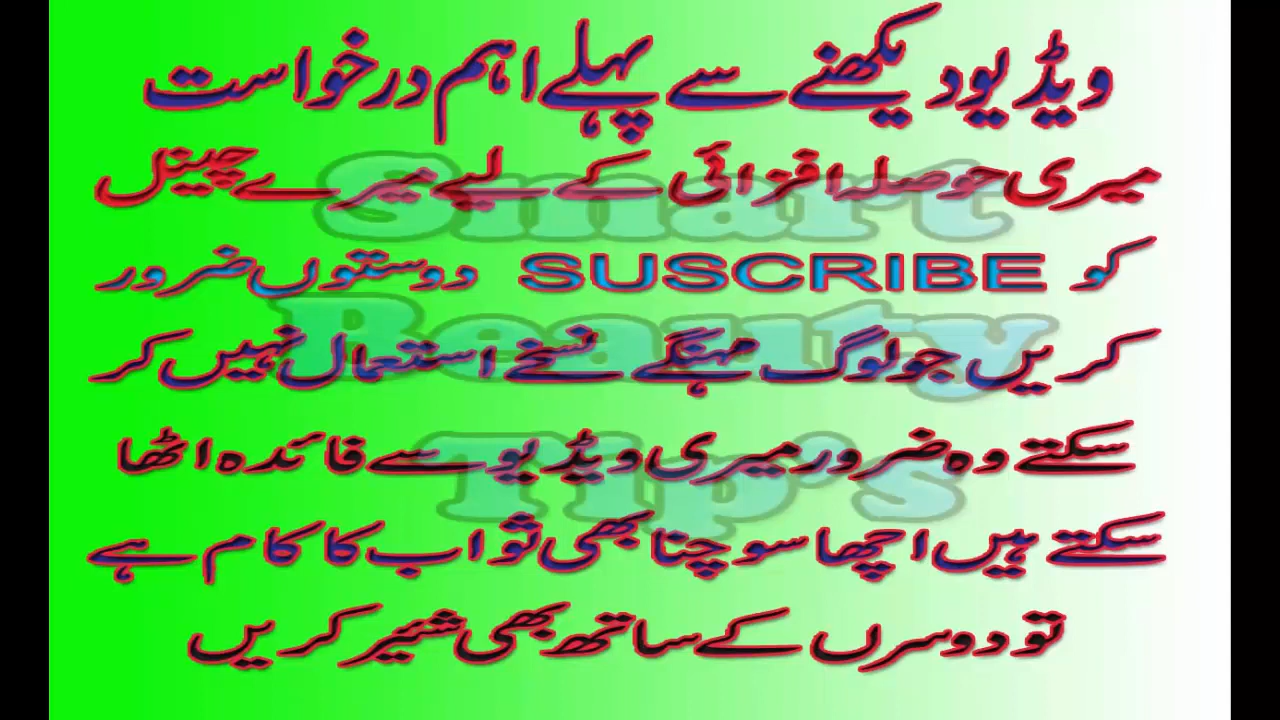 ویڈیو دیکھنے سے پہلے اہم درخواست
میری حوصلہ افزائی کے لیے میرے چینل
کو SUSCRIBE دوستوں ضرور
کریں جو لوگ مہنگے نسخے استعمال نہیں کر
سکتے وہ ضرور میری ویڈیو سے فائدہ اٹھا
سکتے ہیں اچھا سوچنا بھی ثواب کا کام ہے
تو دوسرں کے ساتھ بھی شئیر کریں
Smart
Beauty
Tip's